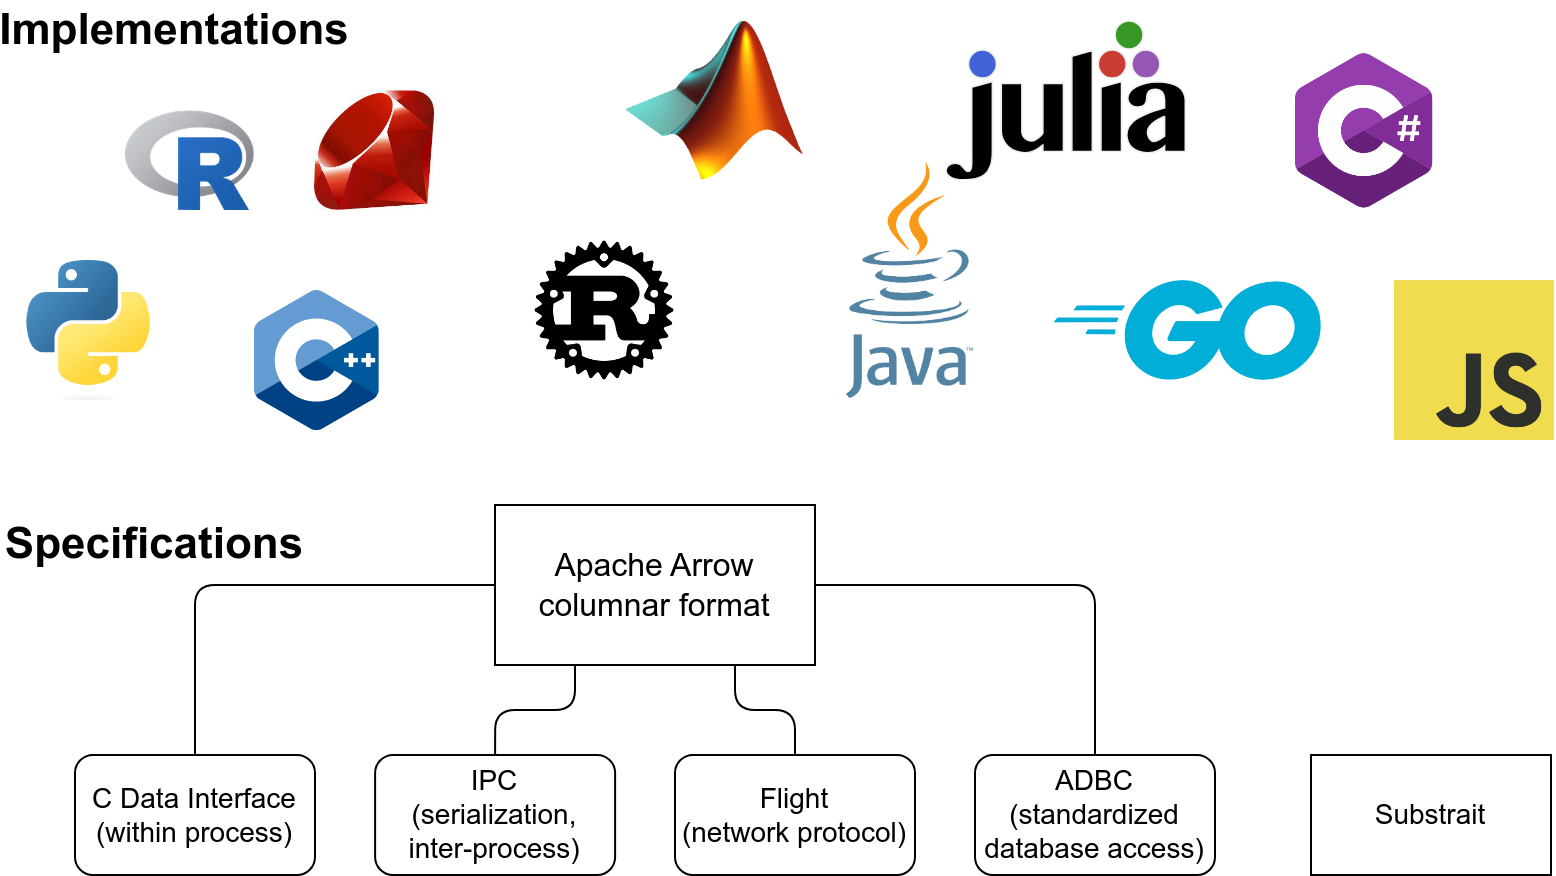 Implementations
R
julia
C#
C++
R
Java™
GO
JS
Specifications
Apache Arrow
columnar format
C Data Interface
(within process)
IPC
(serialization,
inter-process)
Flight
(network protocol)
ADBC
(standardized
database access)
Substrait